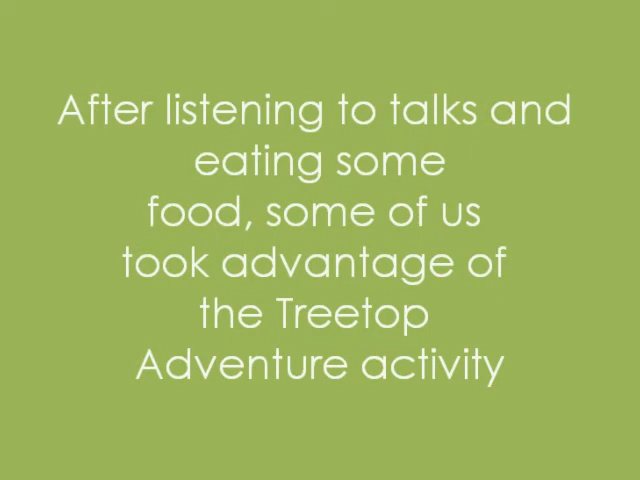 After listening to talks and
eating some
food, some of us
took advantage of
the Treetop
Adventure activity